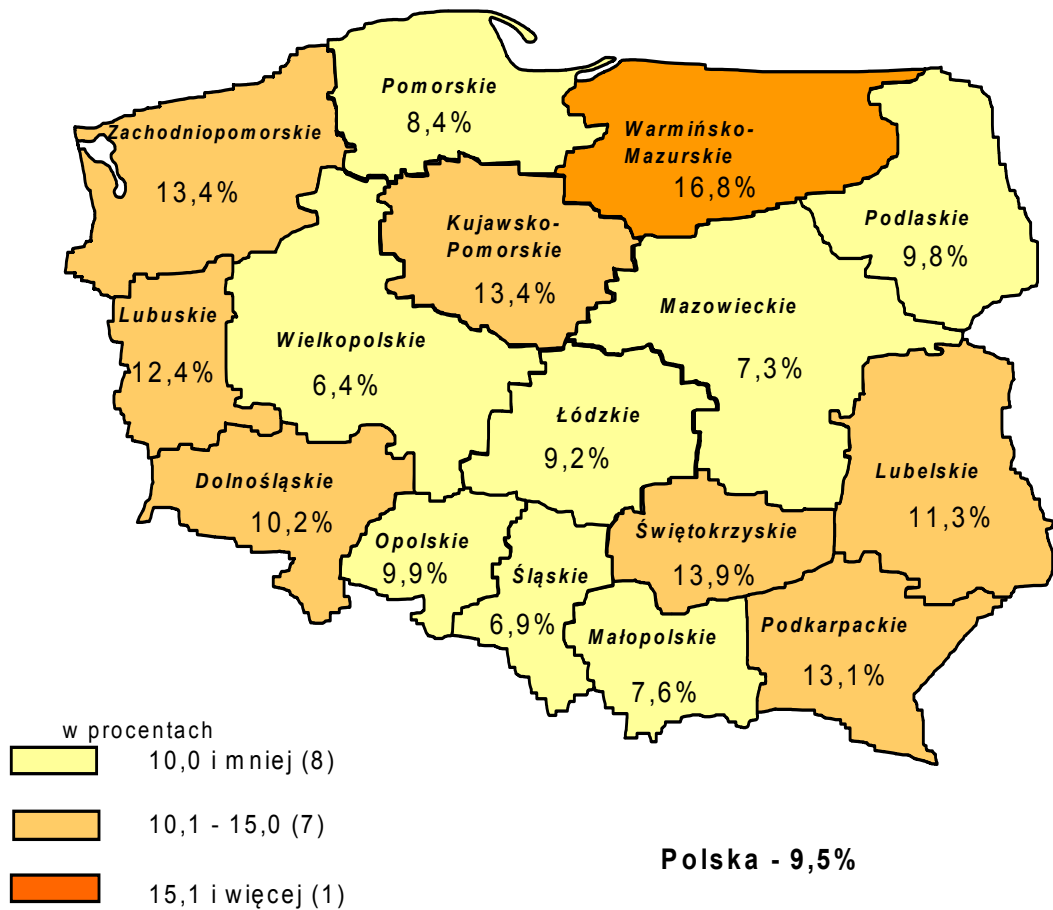 Pomorskie
8,4%
Zachodniopomorskie
13,4%
Warmińsko-
Mazurskie
16,8%
Podlaskie
9,8%
Kujawsko-
Pomorskie
13,4%
Mazowieckie
7,3%
Lubuskie
12,4%
Wielkopolskie
6,4%
Łódzkie
9,2%
Lubelskie
11,3%
Dolnośląskie
10,2%
Opolskie
9,9%
Śląskie
6,9%
Świętokrzyskie
13,9%
Małopolskie
7,6%
Podkarpackie
13,1%
w procentach
10,0 i mniej (8)
10,1 - 15,0 (7)
15,1 i więcej (1)
Polska - 9,5%